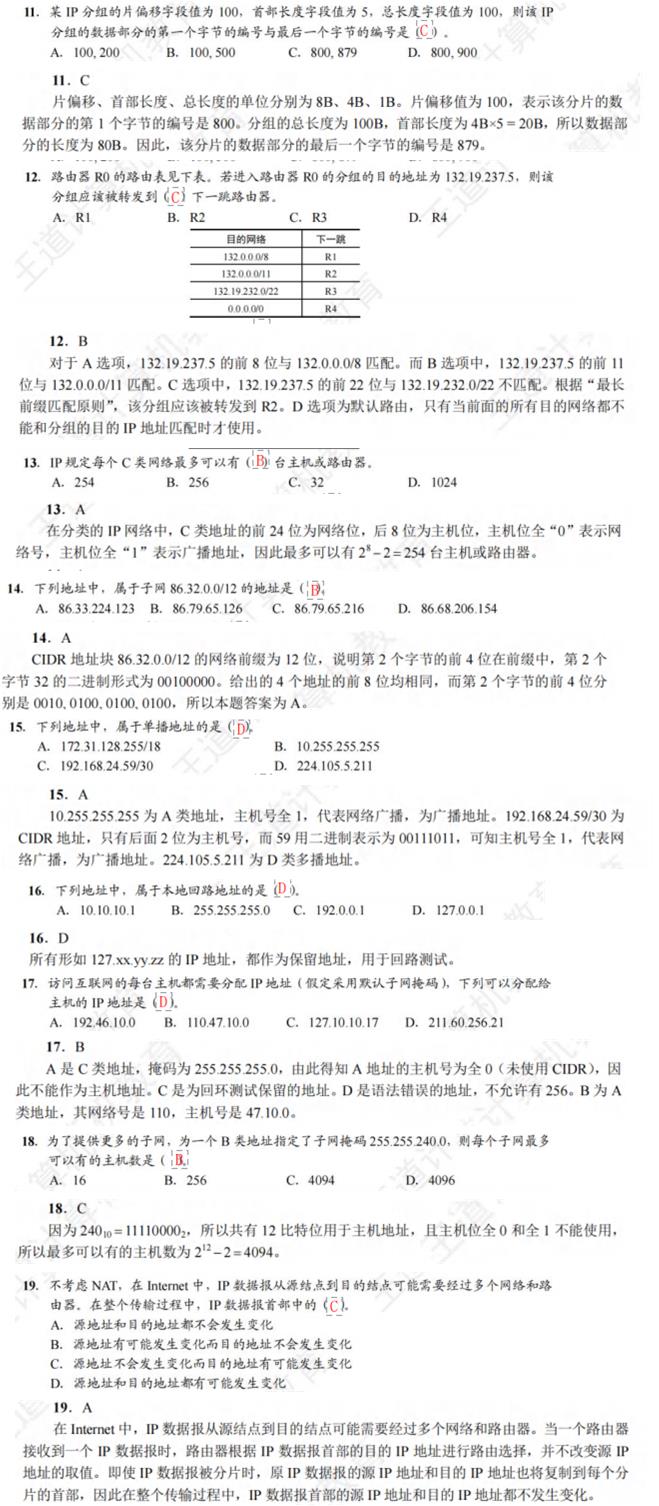 11. 某 IP 分组的片偏移字段值为 100，首部长度字段值为 5，总长度字段值为 100，则该 IP
分组的数据部分的第一个字节的编号与最后一个字节的编号是（C）。
A. 100, 200 B. 100, 500 C. 800, 879 D. 800, 900
11. C
片偏移、首部长度、总长度的单位分别为 8B、4B、1B。片偏移值为 100，表示该分片的数
据部分的第 1 个字节的编号是 800。分组的总长度为 100B，首部长度为 4B×5 = 20B，所以数据部
分的长度为 80B。因此，该分片的数据部分的最后一个字节的编号是 879。
12. 路由器 R0 的路由表见下表。若进入路由器 R0 的分组的目的地址为 132.19.237.5，则该
分组应该被转发到（C）下一跳路由器。
A. R1 B. R2 C. R3 D. R4
目的网络 下一跳
132.0.0.0/8 R1
132.0.0.0/11 R2
132.19.232.0/22 R3
0.0.0.0/0 R4
12. B
对于 A 选项，132.19.237.5 的前 8 位与 132.0.0.0/8 匹配。而 B 选项中，132.19.237.5 的前 11
位与 132.0.0.0/11 匹配。C 选项中，132.19.237.5 的前 22 位与 132.19.232.0/22 不匹配。根据“最长
前缀匹配原则”，该分组应该被转发到 R2。D 选项为默认路由，只有当前面的所有目的网络都不
能和分组的目的 IP 地址匹配时才使用。
13. IP 规定每个 C 类网络最多可以有（B）台主机或路由器。
A. 254 B. 256 C. 32 D. 1024
13. A
在分类的 IP 网络中，C 类地址的前 24 位为网络位，后 8 位为主机位，主机位全“0”表示网
络号，主机位全“1”表示广播地址，因此最多可以有 2⁸ − 2 = 254 台主机或路由器。
14. 下列地址中，属于子网 86.32.0.0/12 的地址是（B）。
A. 86.33.224.123 B. 86.79.65.126 C. 86.79.65.216 D. 86.68.206.154
14. A
CIDR 地址块 86.32.0.0/12 的网络前缀为 12 位，说明第 2 个字节的前 4 位在前缀中，第 2 个
字节 32 的二进制形式为 00100000。给出的 4 个地址的前 8 位均相同，而第 2 个字节的前 4 位分
别是 0010, 0100, 0100, 0100，所以本题答案为 A。
15. 下列地址中，属于单播地址的是（D）。
A. 172.31.128.255/18 B. 10.255.255.255
C. 192.168.24.59/30 D. 224.105.5.211
15. A
10.255.255.255 为 A 类地址，主机号全 1，代表网络广播，为广播地址。192.168.24.59/30 为
CIDR 地址，只有后面 2 位为主机号，而 59 用二进制表示为 00111011，可知主机号全 1，代表网
络广播，为广播地址。224.105.5.211 为 D 类多播地址。
16. 下列地址中，属于本地回路地址的是（D）。
A. 10.10.10.1 B. 255.255.255.0 C. 192.0.0.1 D. 127.0.0.1
16. D
所有形如 127.xx.yy.zz 的 IP 地址，都作为保留地址，用于回路测试。
17. 访问互联网的每台主机都需要分配 IP 地址（假定采用默认子网掩码），下列可以分配给
主机的 IP 地址是（D）。
A. 192.46.10.0 B. 110.47.10.0 C. 127.10.10.17 D. 211.60.256.21
17. B
A 是 C 类地址，掩码为 255.255.255.0，由此得知 A 地址的主机号为全 0（未使用 CIDR），因
此不能作为主机地址。C 是为回环测试保留的地址。D 是语法错误的地址，不允许有 256。B 为 A
类地址，其网络号是 110，主机号是 47.10.0。
18. 为了提供更多的子网，为一个 B 类地址指定了子网掩码 255.255.240.0，则每个子网最多
可以有的主机数是（B）。
A. 16 B. 256 C. 4094 D. 4096
18. C
因为 240₁₀ = 11110000₂，所以共有 12 比特位用于主机地址，且主机位全 0 和全 1 不能使用，
所以最多可以有的主机数为 2¹² − 2 = 4094。
19. 不考虑 NAT，在 Internet 中，IP 数据报从源结点到目的结点可能需要经过多个网络和路
由器。在整个传输过程中，IP 数据报首部中的（C）。
A. 源地址和目的地址都不会发生变化
B. 源地址有可能发生变化而目的地址不会发生变化
C. 源地址不会发生变化而目的地址有可能发生变化
D. 源地址和目的地址都有可能发生变化
19. A
在 Internet 中，IP 数据报从源结点到目的结点可能需要经过多个网络和路由器。当一个路由器
接收到一个 IP 数据报时，路由器根据 IP 数据报首部的目的 IP 地址进行路由选择，并不改变源 IP
地址的取值。即使 IP 数据报被分片时，原 IP 数据报的源 IP 地址和目的 IP 地址也将复制到每个分
片的首部，因此在整个传输过程中，IP 数据报首部的源 IP 地址和目的 IP 地址都不发生变化。